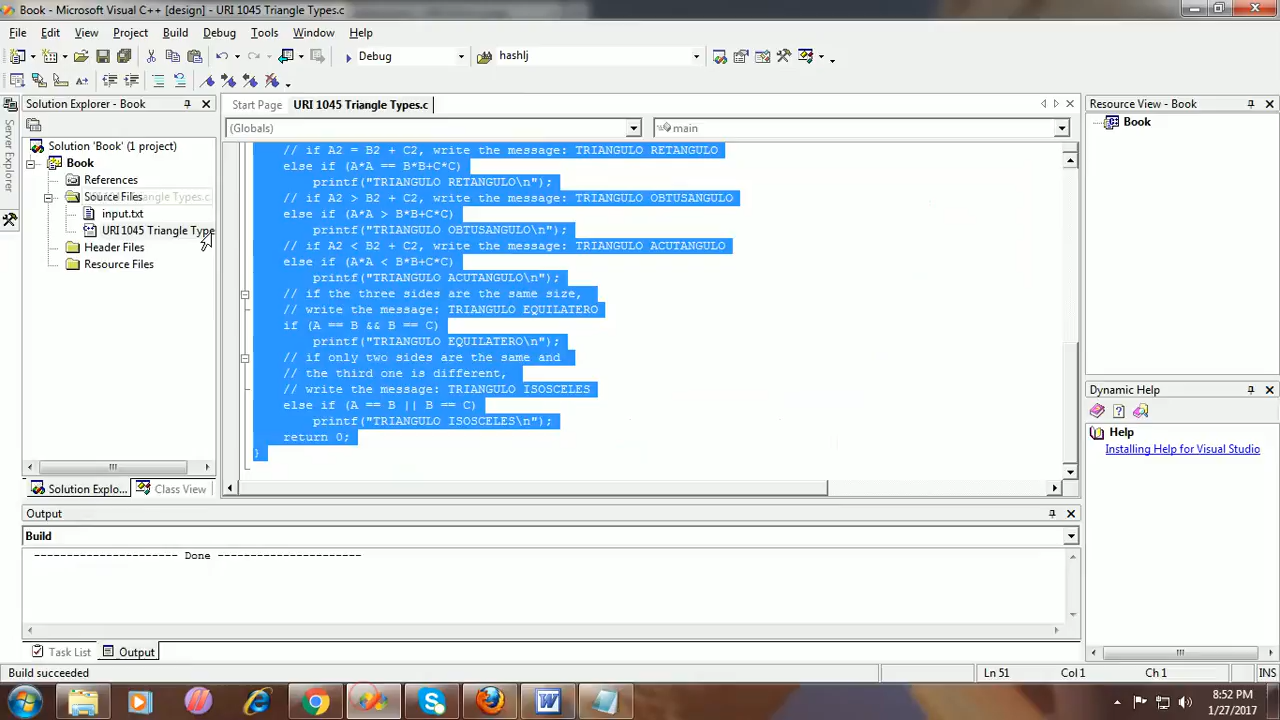 Book - Microsoft Visual C++ [design] - URI 1045 Triangle Types.c
File Edit View Project Build Debug Tools Window Help
Debug hashlj
Solution Explorer - Book
Start Page URI 1045 Triangle Types.c
Resource View - Book
(Globals) main
Server Explorer
Solution 'Book' (1 project)
Book
References
Source Files
input.txt
URI 1045 Triangle Type
Header Files
Resource Files
// if A2 = B2 + C2, write the message: TRIANGULO RETANGULO
else if (A*A == B*B+C*C)
printf("TRIANGULO RETANGULO\n");
// if A2 > B2 + C2, write the message: TRIANGULO OBTUSANGULO
else if (A*A > B*B+C*C)
printf("TRIANGULO OBTUSANGULO\n");
// if A2 < B2 + C2, write the message: TRIANGULO ACUTANGULO
else if (A*A < B*B+C*C)
printf("TRIANGULO ACUTANGULO\n");
// if the three sides are the same size,
// write the message: TRIANGULO EQUILATERO
if (A == B && B == C)
printf("TRIANGULO EQUILATERO\n");
// if only two sides are the same and
// the third one is different,
// write the message: TRIANGULO ISOSCELES
else if (A == B || B == C)
printf("TRIANGULO ISOSCELES\n");
return 0;
}
Book
Dynamic Help
Help
Installing Help for Visual Studio
Solution Explo... Class View
Output
Build
---------------------- Done ----------------------
Task List Output
Build succeeded
Ln 51 Col 1 Ch 1 INS
8:52 PM
1/27/2017